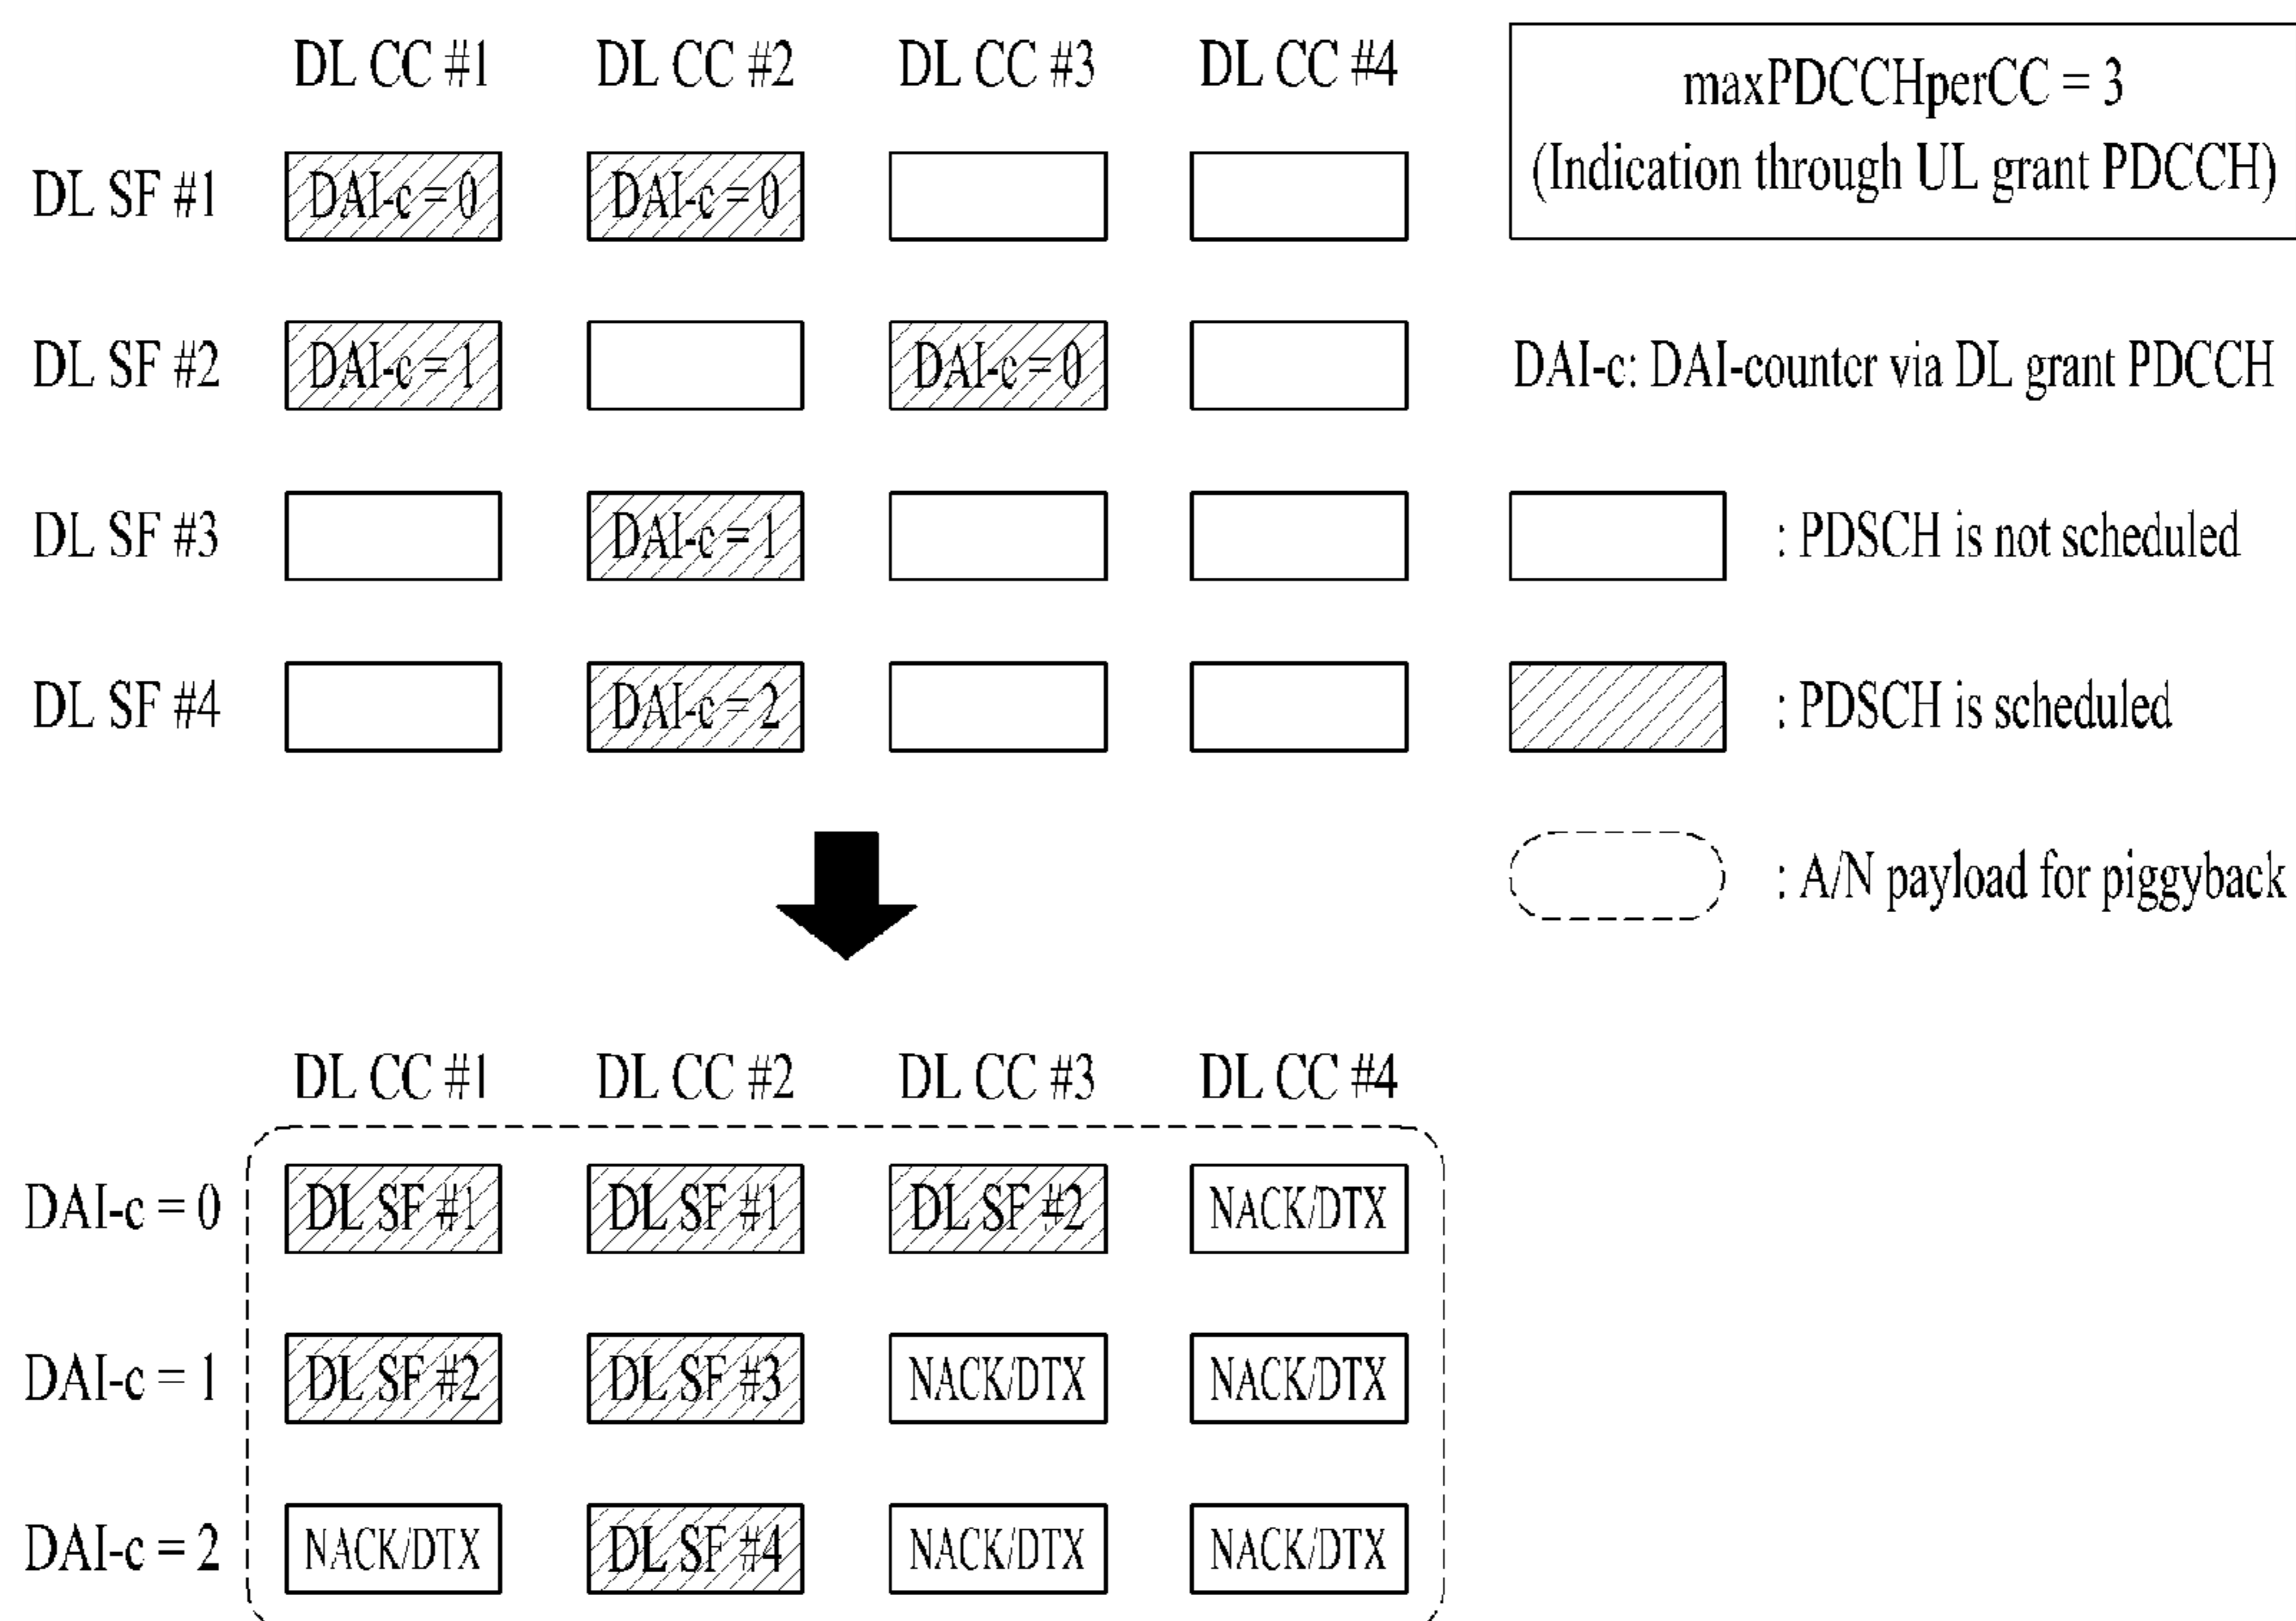 DL CC #1 DL CC #2 DL CC #3 DL CC #4
maxPDCCHperCC = 3
(Indication through UL grant PDCCH)
DL SF #1 DAI-c = 0 DAI-c = 0
DL SF #2 DAI-c = 1 DAI-c = 0
DAI-c: DAI-counter via DL grant PDCCH
DL SF #3 DAI-c = 1
: PDSCH is not scheduled
DL SF #4 DAI-c = 2
: PDSCH is scheduled
: A/N payload for piggyback
DL CC #1 DL CC #2 DL CC #3 DL CC #4
DAI-c = 0 DL SF #1 DL SF #1 DL SF #2 NACK/DTX
DAI-c = 1 DL SF #2 DL SF #3 NACK/DTX NACK/DTX
DAI-c = 2 NACK/DTX DL SF #4 NACK/DTX NACK/DTX